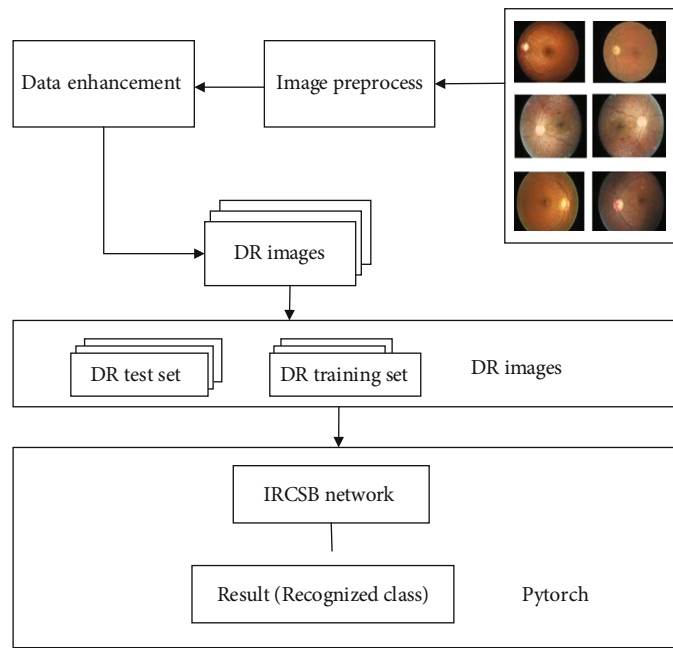 Data enhancement
Image preprocess
DR images
DR test set
DR training set
DR images
IRCSB network
Result (Recognized class)
Pytorch